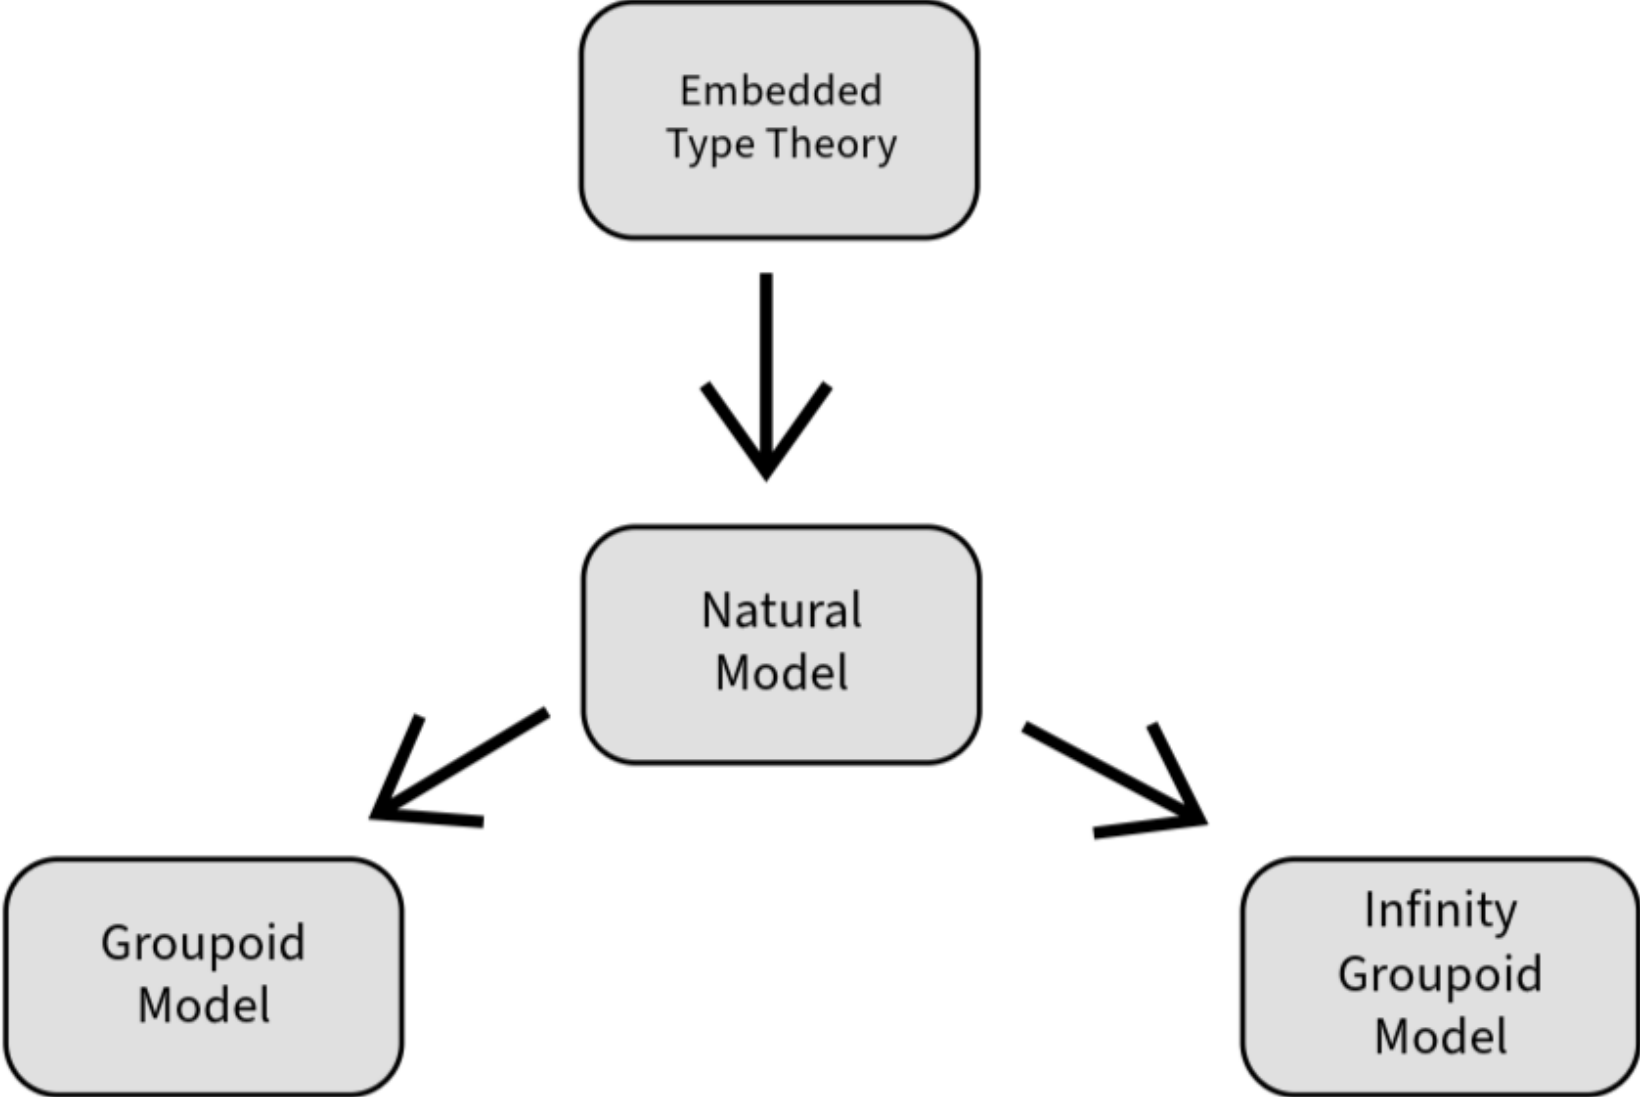 Embedded
Type Theory
Natural
Model
Groupoid
Model
Infinity
Groupoid
Model